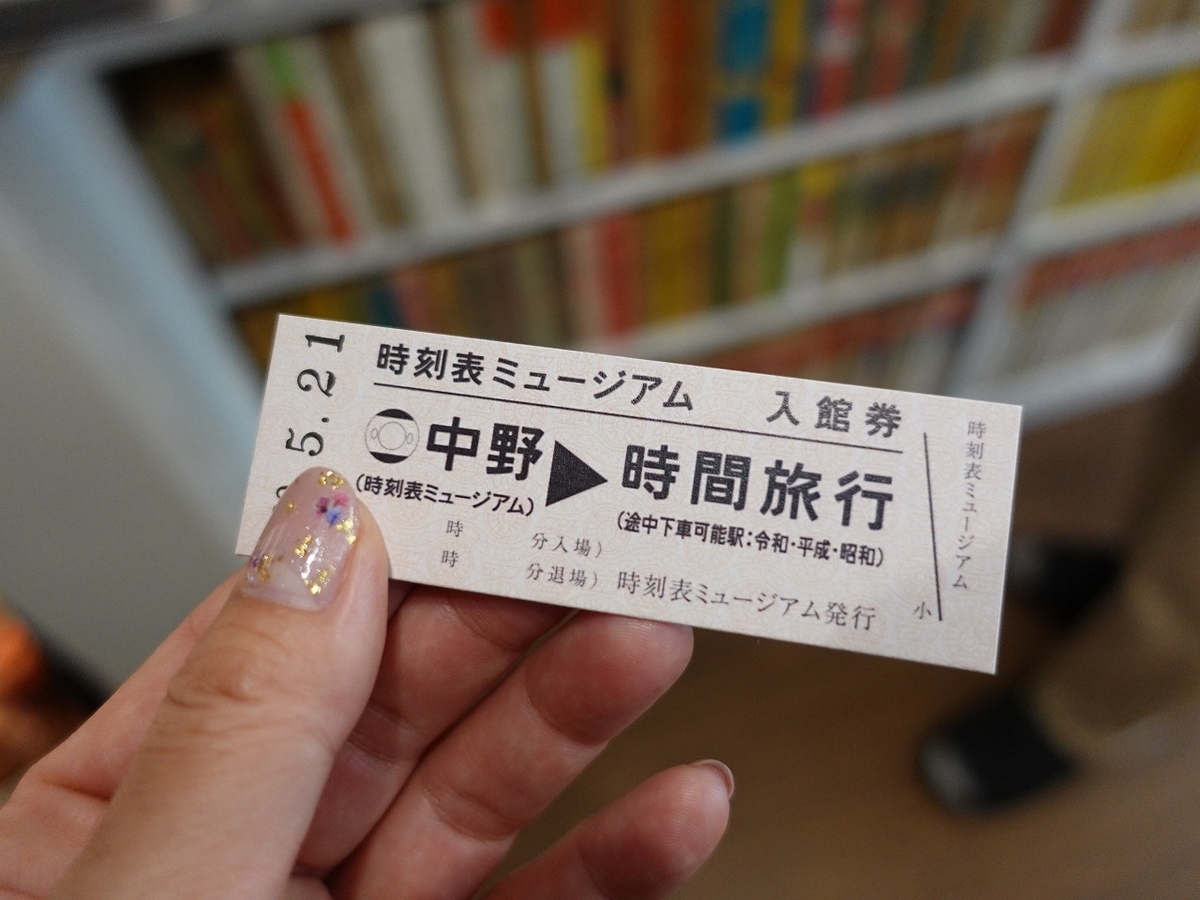 5.21
時刻表ミュージアム 入館券
中野▶時間旅行
(時刻表ミュージアム)
(途中下車可能駅：令和・平成・昭和)
時 分入場)
時 分退場)
時刻表ミュージアム発行
小
時刻表ミュージアム